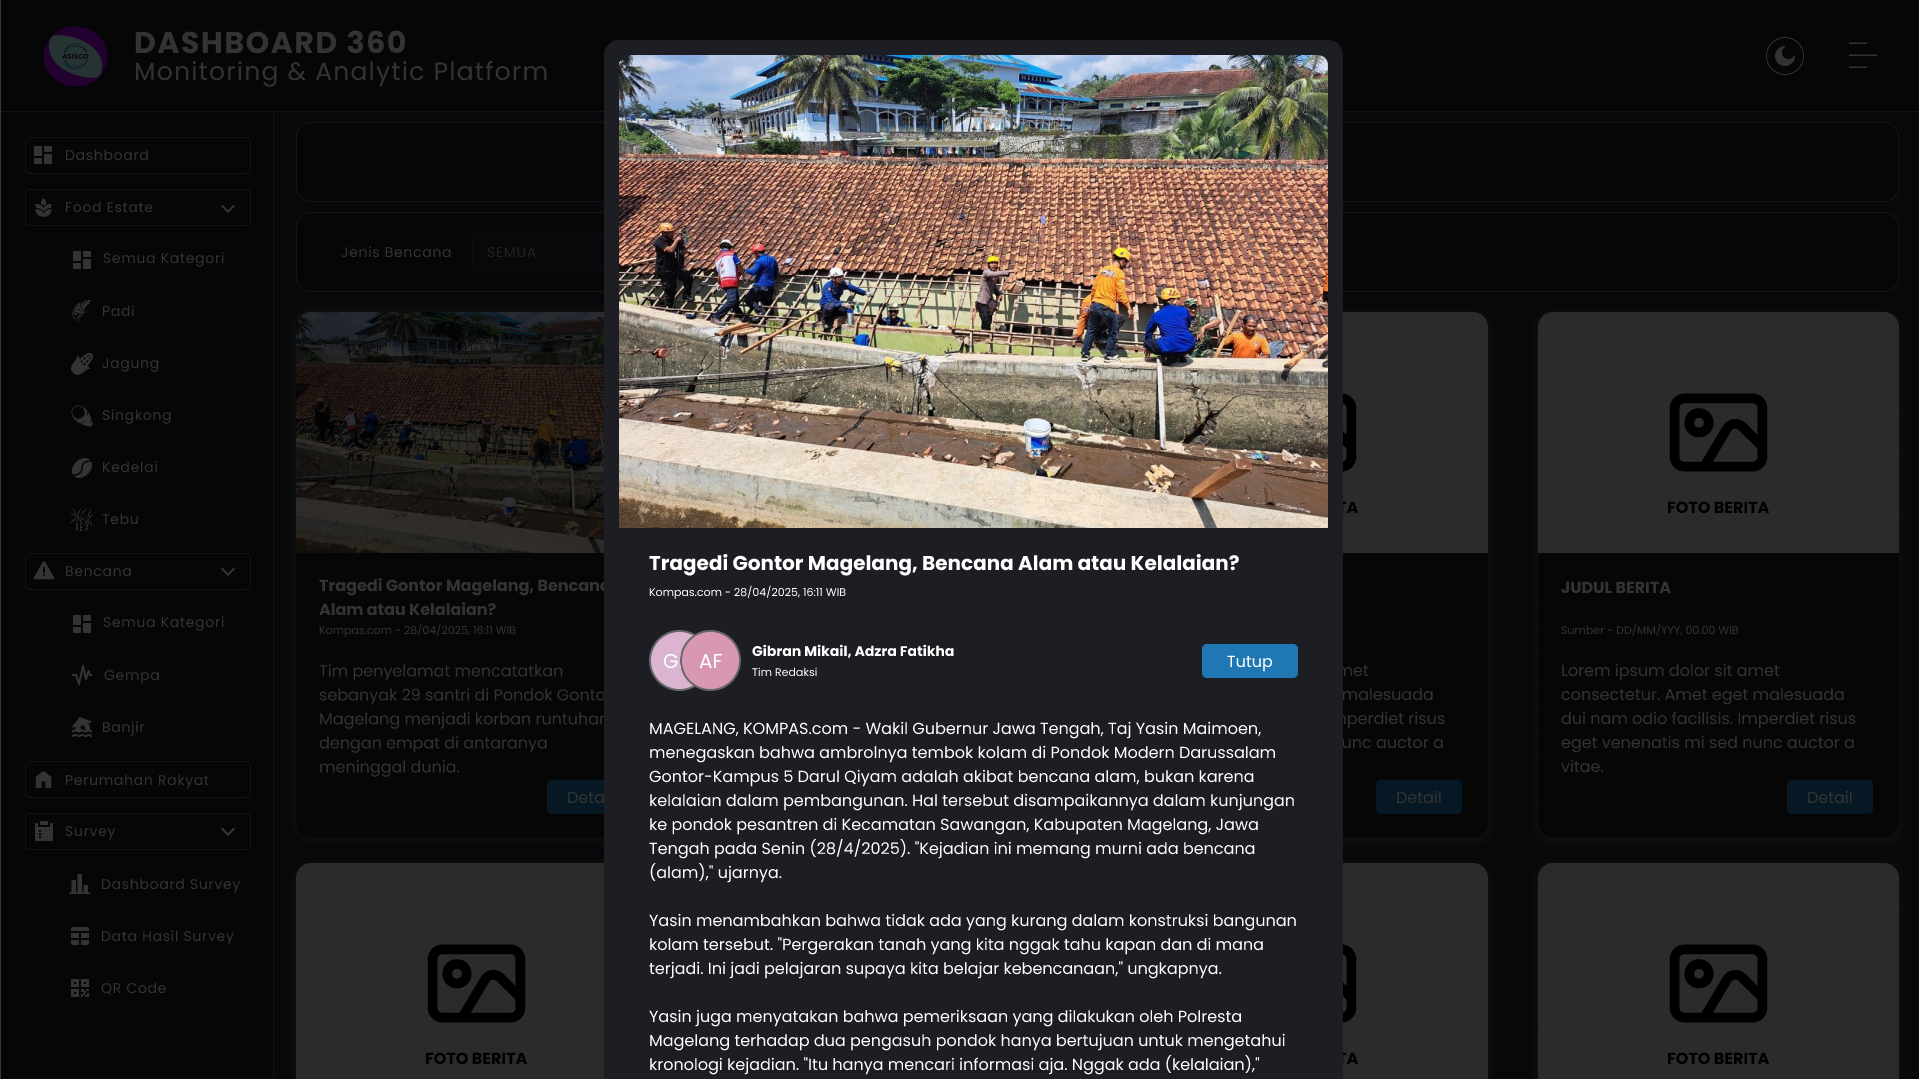 ASISGO
DASHBOARD 360
Monitoring & Analytic Platform
Dashboard
Food Estate
Semua Kategori
Padi
Jagung
Singkong
Kedelai
Tebu
Bencana
Semua Kategori
Gempa
Banjir
Perumahan Rakyat
Survey
Dashboard Survey
Data Hasil Survey
QR Code
Jenis Bencana
SEMUA
Tragedi Gontor Magelang, Bencana
Alam atau Kelalaian?
Kompas.com - 28/04/2025, 16:11 WIB
Tim penyelamat mencatatkan
sebanyak 29 santri di Pondok Gonto
Magelang menjadi korban runtuhan
dengan empat di antaranya
meninggal dunia.
Deta
Tragedi Gontor Magelang, Bencana Alam atau Kelalaian?
Kompas.com - 28/04/2025, 16:11 WIB
G
AF
Gibran Mikail, Adzra Fatikha
Tim Redaksi
Tutup
MAGELANG, KOMPAS.com - Wakil Gubernur Jawa Tengah, Taj Yasin Maimoen,
menegaskan bahwa ambrolnya tembok kolam di Pondok Modern Darussalam
Gontor-Kampus 5 Darul Qiyam adalah akibat bencana alam, bukan karena
kelalaian dalam pembangunan. Hal tersebut disampaikannya dalam kunjungan
ke pondok pesantren di Kecamatan Sawangan, Kabupaten Magelang, Jawa
Tengah pada Senin (28/4/2025). "Kejadian ini memang murni ada bencana
(alam)," ujarnya.
Yasin menambahkan bahwa tidak ada yang kurang dalam konstruksi bangunan
kolam tersebut. "Pergerakan tanah yang kita nggak tahu kapan dan di mana
terjadi. Ini jadi pelajaran supaya kita belajar kebencanaan," ungkapnya.
Yasin juga menyatakan bahwa pemeriksaan yang dilakukan oleh Polresta
Magelang terhadap dua pengasuh pondok hanya bertujuan untuk mengetahui
kronologi kejadian. "Itu hanya mencari informasi aja. Nggak ada (kelalaian),"
TA
met
malesuada
perdiet risus
unc auctor a
Detail
FOTO BERITA
JUDUL BERITA
Sumber - DD/MM/YYY, 00.00 WIB
Lorem ipsum dolor sit amet
consectetur. Amet eget malesuada
dui nam odio facilisis. Imperdiet risus
eget venenatis mi sed nunc auctor a
vitae.
Detail
FOTO BERITA
TA
FOTO BERITA